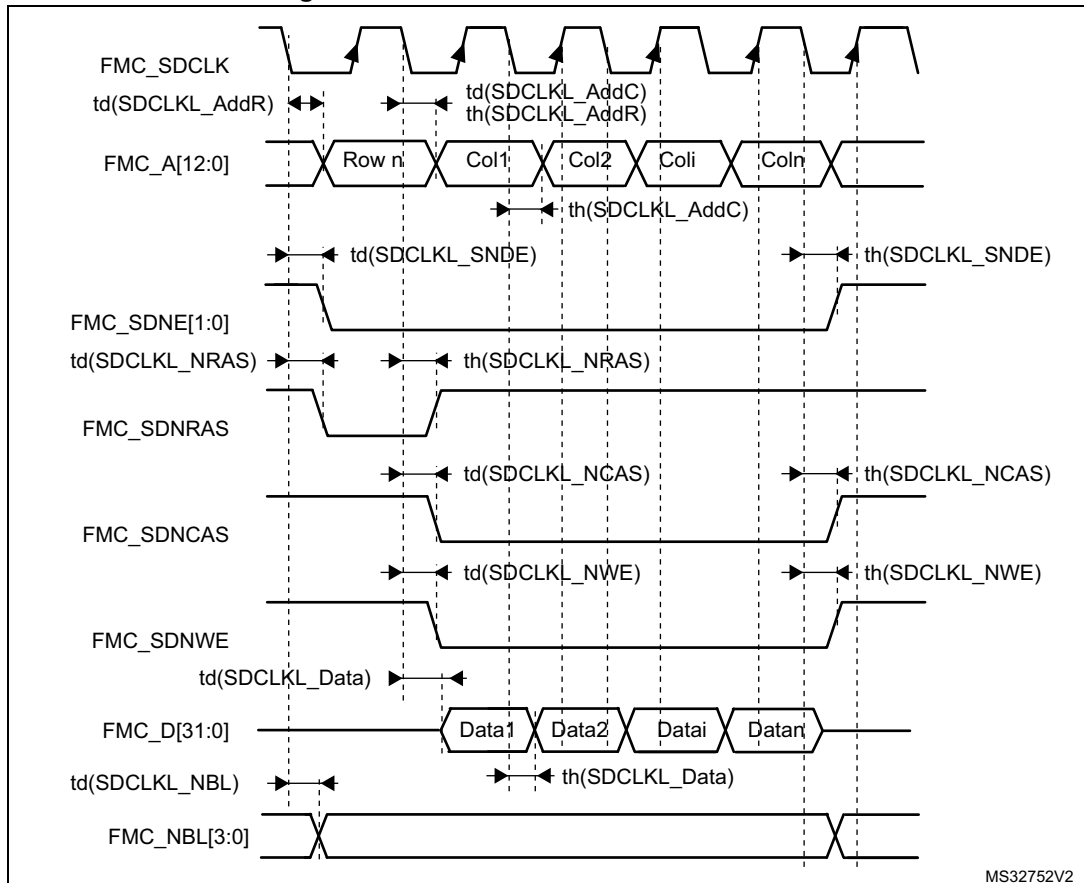 FMC_SDCLK
td(SDCLKL_AddR)
td(SDCLKL_AddC)
th(SDCLKL_AddR)
FMC_A[12:0]
Row n
Col1
Col2
Coli
Coln
th(SDCLKL_AddC)
td(SDCLKL_SNDE)
th(SDCLKL_SNDE)
FMC_SDNE[1:0]
td(SDCLKL_NRAS)
th(SDCLKL_NRAS)
FMC_SDNRAS
td(SDCLKL_NCAS)
th(SDCLKL_NCAS)
FMC_SDNCAS
td(SDCLKL_NWE)
th(SDCLKL_NWE)
FMC_SDNWE
td(SDCLKL_Data)
FMC_D[31:0]
Data1
Data2
Datai
Datan
th(SDCLKL_Data)
td(SDCLKL_NBL)
FMC_NBL[3:0]
MS32752V2